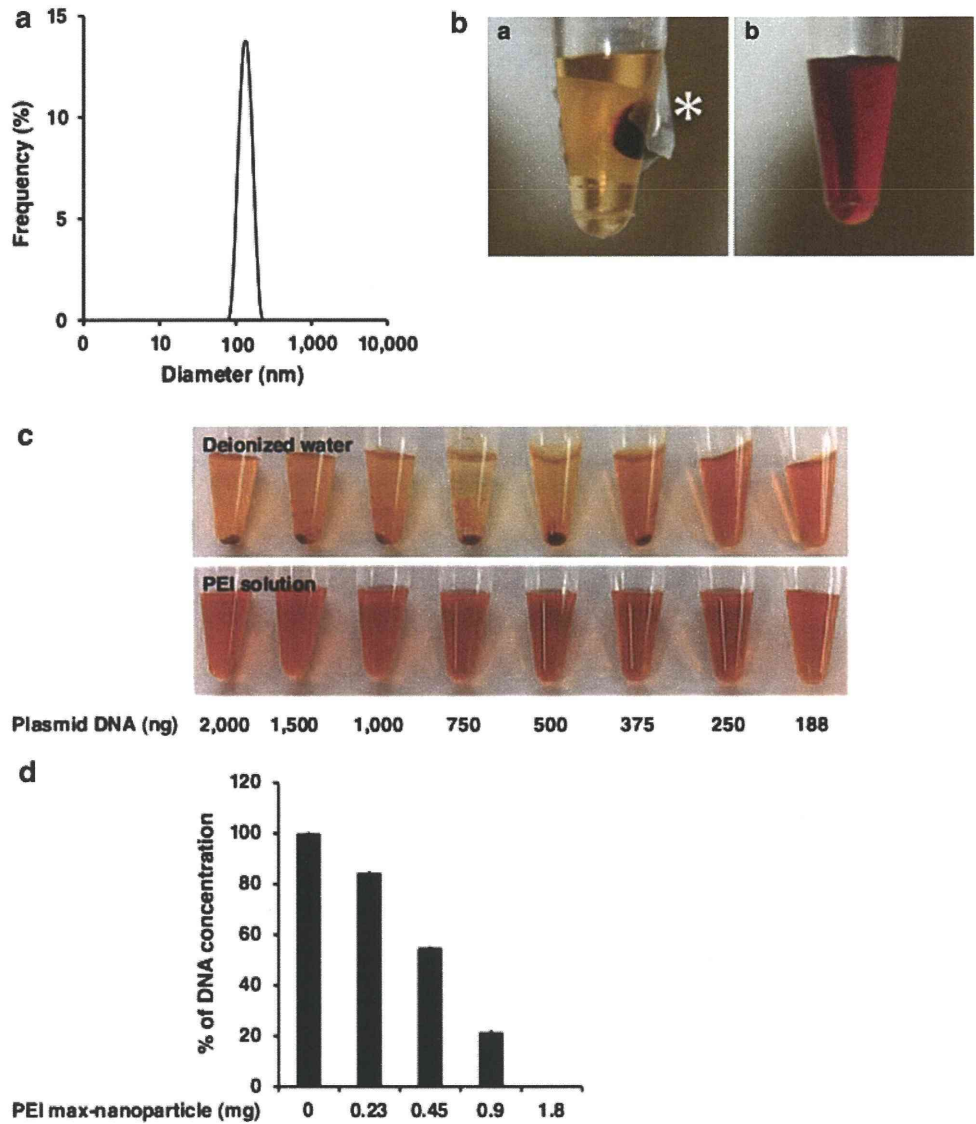 a
Frequency (%)
15
10
5
0
0 10 100 1,000 10,000
Diameter (nm)
b
a
*
b
c
Deionized water
PEI solution
Plasmid DNA (ng) 2,000 1,500 1,000 750 500 375 250 188
d
% of DNA concentration
120
100
80
60
40
20
0
PEI max-nanoparticle (mg) 0 0.23 0.45 0.9 1.8